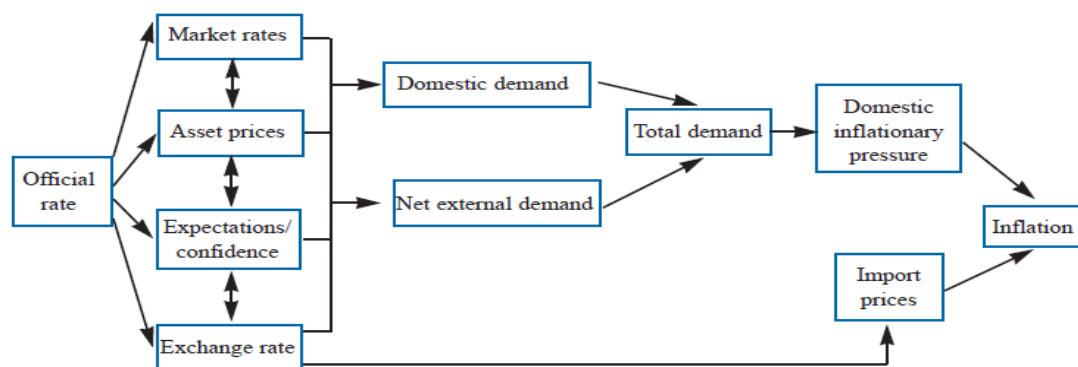 Market rates
Asset prices
Official
rate
Expectations/
confidence
Exchange rate
Domestic demand
Net external demand
Total demand
Domestic
inflationary
pressure
Import
prices
Inflation